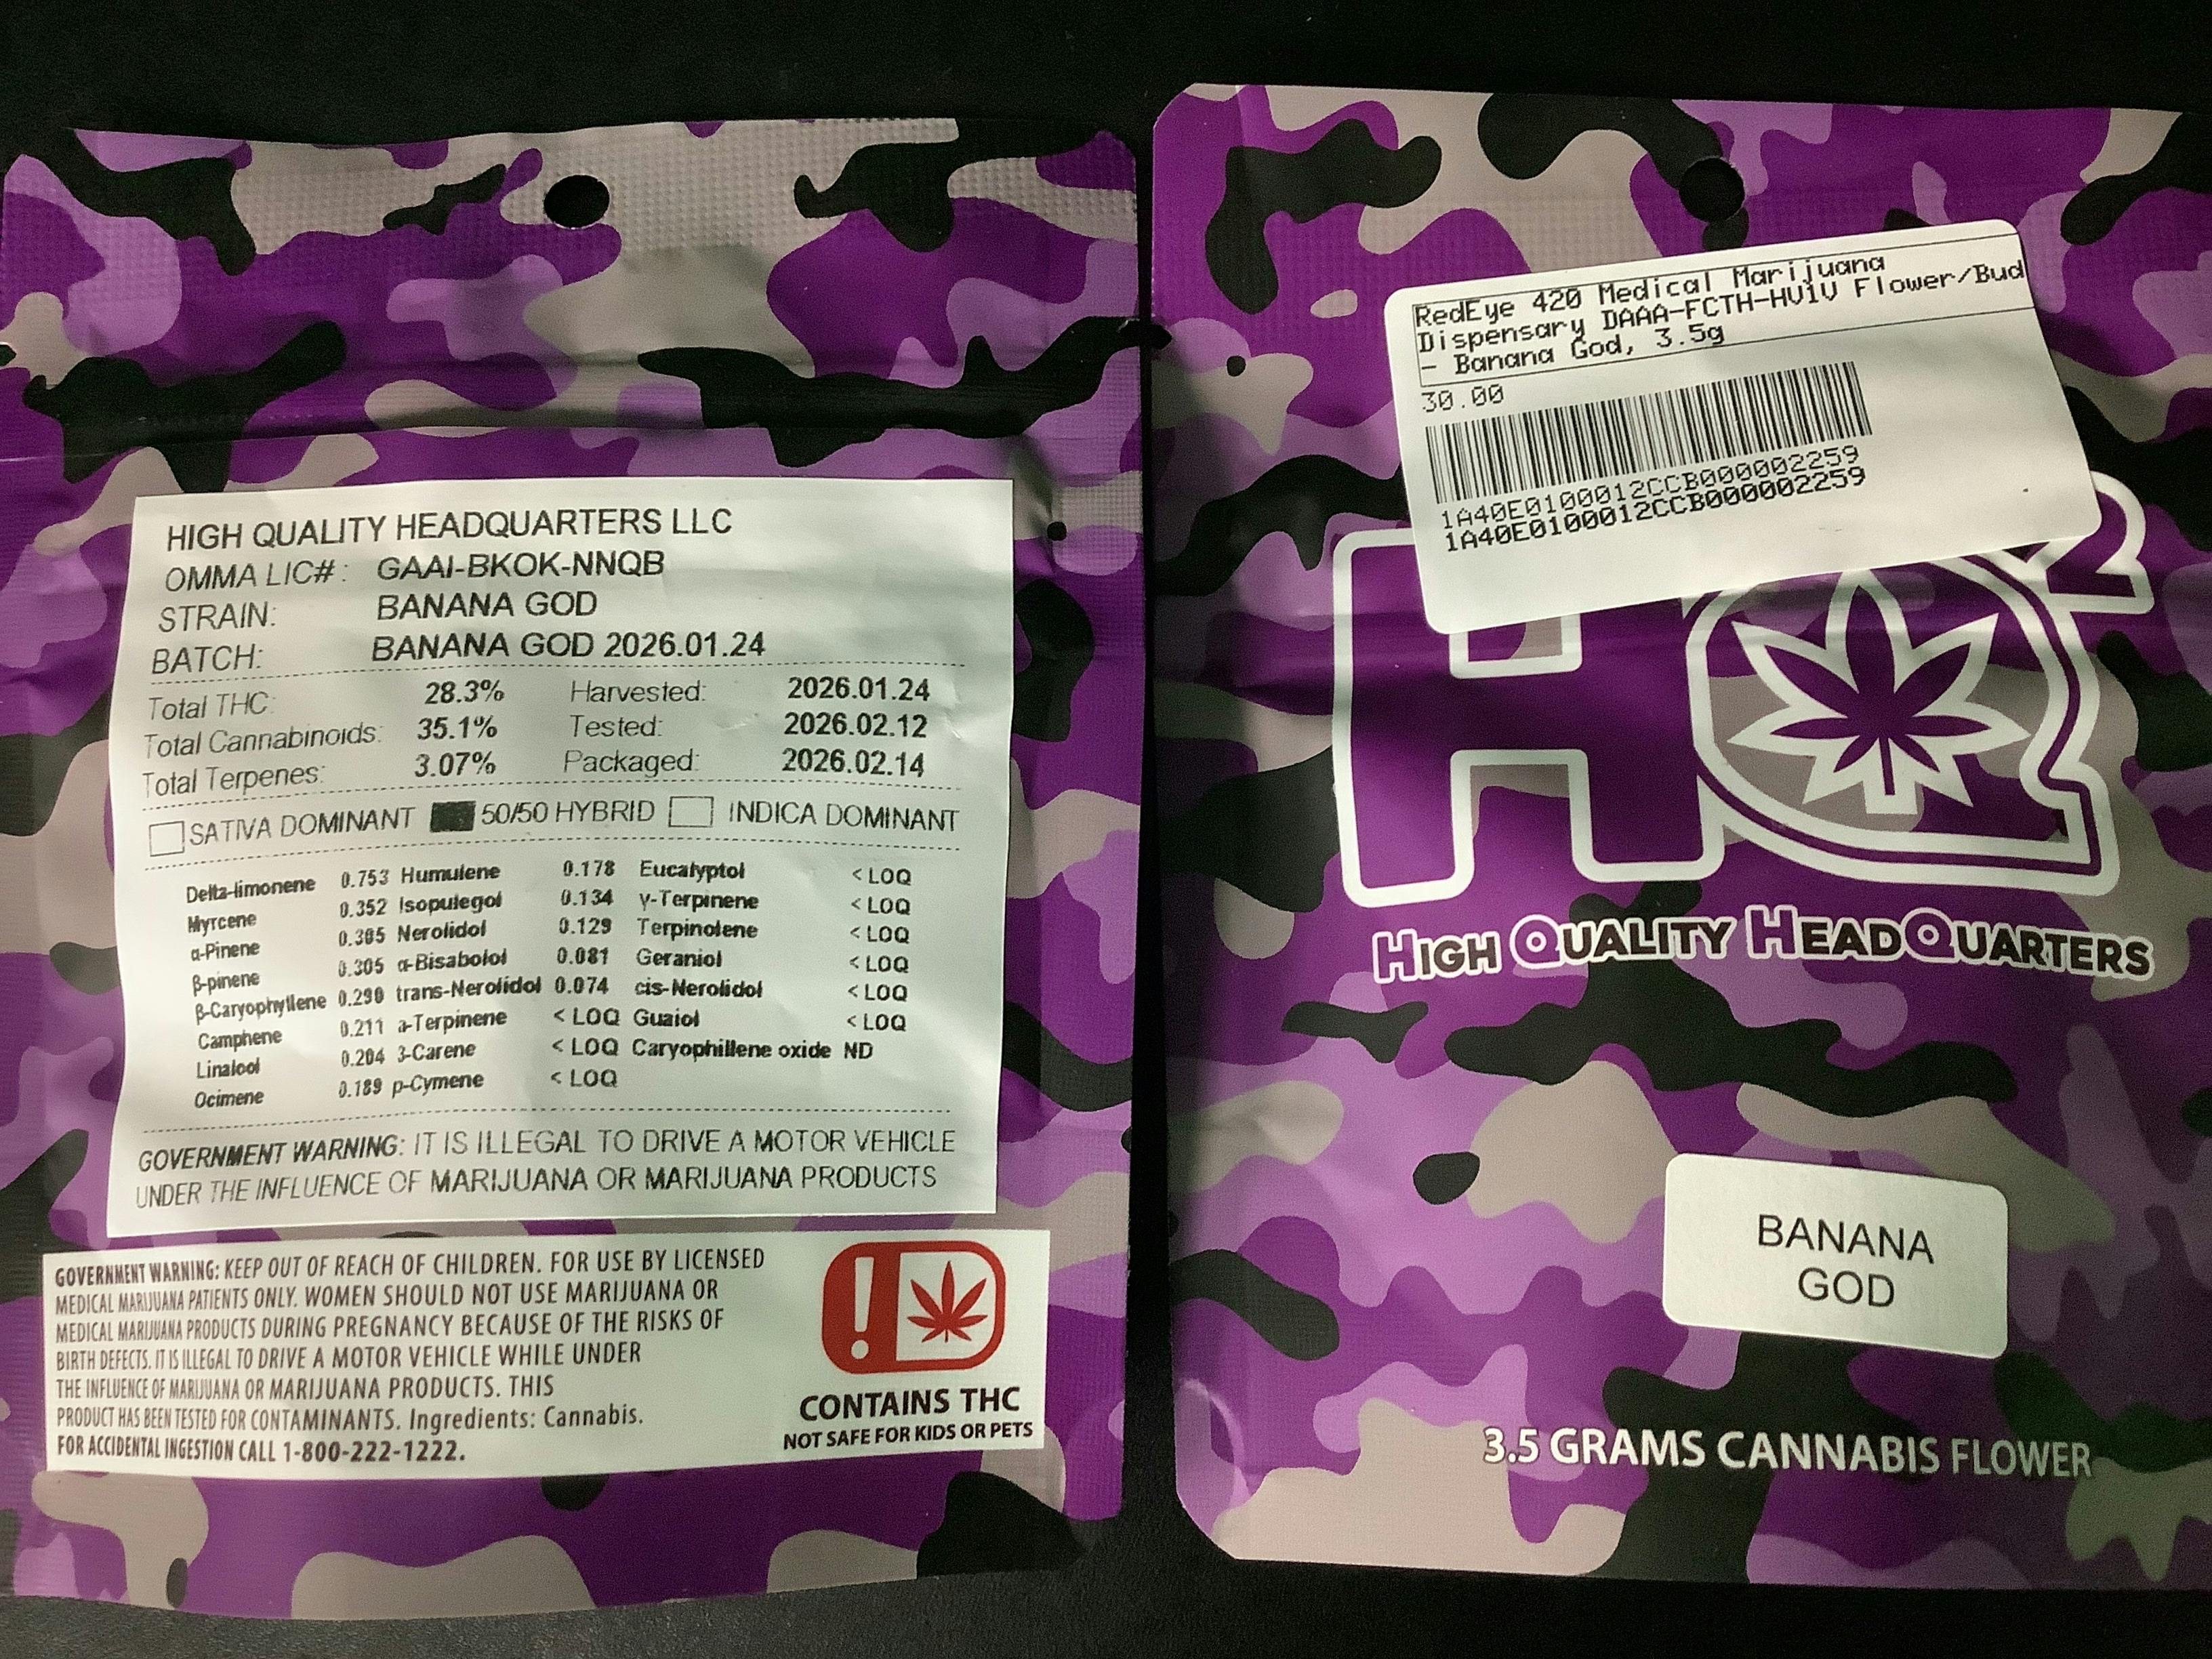 HIGH QUALITY HEADQUARTERS LLC
OMMA LIC#: GAAI-BKOK-NNQB
STRAIN: BANANA GOD
BATCH: BANANA GOD 2026.01.24
Total THC: 28.3% Harvested: 2026.01.24
Total Cannabinoids: 35.1% Tested: 2026.02.12
Total Terpenes: 3.07% Packaged: 2026.02.14
SATIVA DOMINANT 50/50 HYBRID INDICA DOMINANT
Delta-limonene 0.753 Humulene 0.178 Eucalyptol <LOQ
Myrcene 0.352 Isopulegol 0.134 γ-Terpinene <LOQ
α-Pinene 0.305 Nerolidol 0.129 Terpinolene <LOQ
β-pinene 0.305 α-Bisabolol 0.081 Geraniol <LOQ
β-Caryophyllene 0.290 trans-Nerolidol 0.074 cis-Nerolidol <LOQ
Camphene 0.211 a-Terpinene <LOQ Guaiol <LOQ
Linalool 0.204 3-Carene <LOQ Caryophillene oxide ND
Ocimene 0.189 p-Cymene <LOQ
GOVERNMENT WARNING: IT IS ILLEGAL TO DRIVE A MOTOR VEHICLE
UNDER THE INFLUENCE OF MARIJUANA OR MARIJUANA PRODUCTS
GOVERNMENT WARNING: KEEP OUT OF REACH OF CHILDREN. FOR USE BY LICENSED
MEDICAL MARIJUANA PATIENTS ONLY. WOMEN SHOULD NOT USE MARIJUANA OR
MEDICAL MARIJUANA PRODUCTS DURING PREGNANCY BECAUSE OF THE RISKS OF
BIRTH DEFECTS. IT IS ILLEGAL TO DRIVE A MOTOR VEHICLE WHILE UNDER
THE INFLUENCE OF MARIJUANA OR MARIJUANA PRODUCTS. THIS
PRODUCT HAS BEEN TESTED FOR CONTAMINANTS. Ingredients: Cannabis.
FOR ACCIDENTAL INGESTION CALL 1-800-222-1222.
!
CONTAINS THC
NOT SAFE FOR KIDS OR PETS
RedEye 420 Medical Marijuana
Dispensary DAAA-FCTH-HV1V Flower/Bud
- Banana God, 3.5g
30.00
1A40E0100012CCB000002259
1A40E0100012CCB000002259
HQ2
HIGH QUALITY HEADQUARTERS
BANANA
GOD
3.5 GRAMS CANNABIS FLOWER